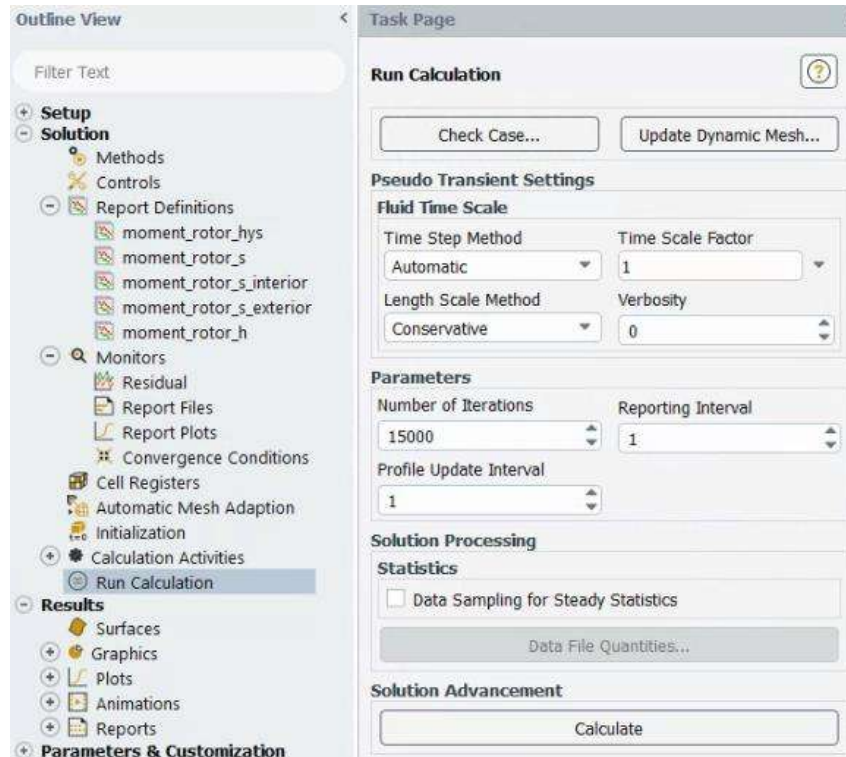 Outline View
<
Filter Text
Setup
Solution
Methods
Controls
Report Definitions
moment_rotor_hys
moment_rotor_s
moment_rotor_s_interior
moment_rotor_s_exterior
moment_rotor_h
Monitors
Residual
Report Files
Report Plots
Convergence Conditions
Cell Registers
Automatic Mesh Adaption
Initialization
Calculation Activities
Run Calculation
Results
Surfaces
Graphics
Plots
Animations
Reports
Parameters & Customization
Task Page
Run Calculation
?
Check Case... Update Dynamic Mesh...
Pseudo Transient Settings
Fluid Time Scale
Time Step Method Time Scale Factor
Automatic 1
Length Scale Method Verbosity
Conservative 0
Parameters
Number of Iterations Reporting Interval
15000 1
Profile Update Interval
1
Solution Processing
Statistics
Data Sampling for Steady Statistics
Data File Quantities...
Solution Advancement
Calculate